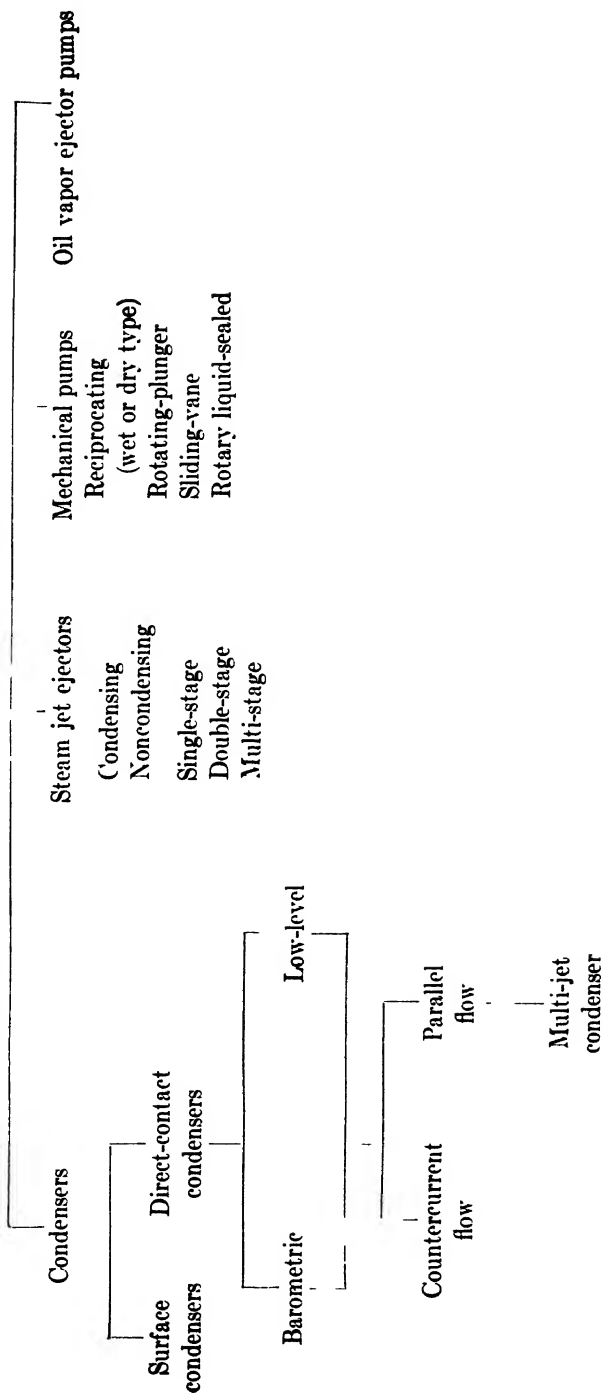 Condensers
Surface
condensers
Direct-contact
condensers
Barometric
Low-level
Countercurrent
flow
Parallel
flow
Multi-jet
condenser
Steam jet ejectors
Condensing
Noncondensing
Single-stage
Double-stage
Multi-stage
Mechanical pumps
Reciprocating
(wet or dry type)
Rotating-plunger
Sliding-vane
Rotary liquid-sealed
Oil vapor ejector pumps